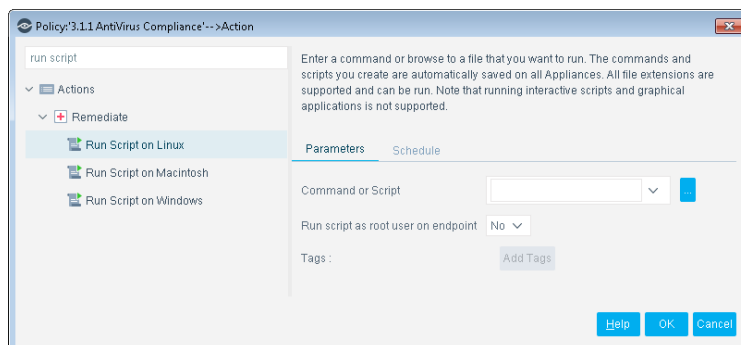 Policy:'3.1.1 AntiVirus Compliance'-->Action
run script
Actions
Remediate
Run Script on Linux
Run Script on Macintosh
Run Script on Windows
Enter a command or browse to a file that you want to run. The commands and
scripts you create are automatically saved on all Appliances. All file extensions are
supported and can be run. Note that running interactive scripts and graphical
applications is not supported.
Parameters Schedule
Command or Script ...
Run script as root user on endpoint No
Tags : Add Tags
Help OK Cancel